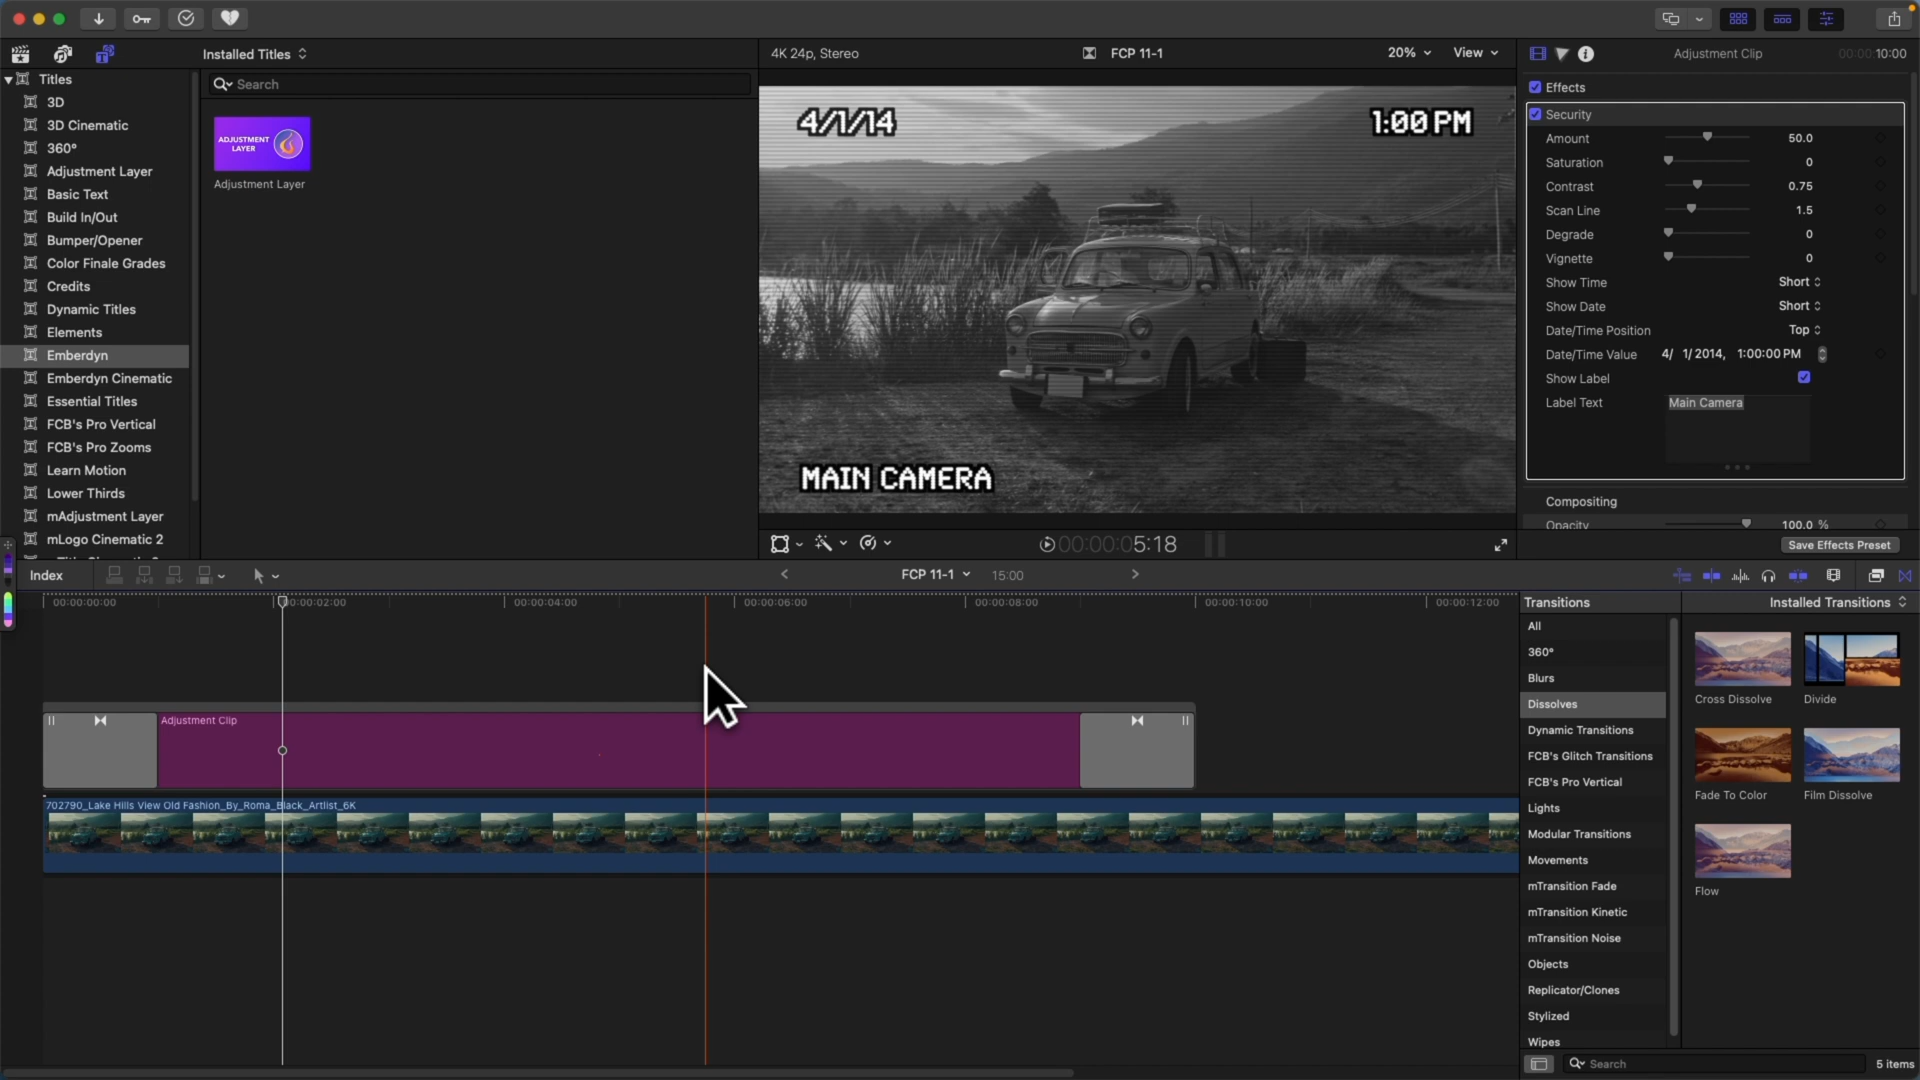 Installed Titles
Titles
3D
3D Cinematic
360°
Adjustment Layer
Basic Text
Build In/Out
Bumper/Opener
Color Finale Grades
Credits
Dynamic Titles
Elements
Emberdyn
Emberdyn Cinematic
Essential Titles
FCB's Pro Vertical
FCB's Pro Zooms
Learn Motion
Lower Thirds
mAdjustment Layer
mLogo Cinematic 2
Search
ADJUSTMENT
LAYER
Adjustment Layer
4K 24p, Stereo
FCP 11-1
20%
View
4/1/14
1:00 PM
MAIN CAMERA
00:00:05:18
Adjustment Clip
00:00:10:00
Effects
Security
Amount 50.0
Saturation 0
Contrast 0.75
Scan Line 1.5
Degrade 0
Vignette 0
Show Time Short
Show Date Short
Date/Time Position Top
Date/Time Value 4/ 1/2014, 1:00:00 PM
Show Label
Label Text Main Camera
Compositing
Opacity 100.0 %
Save Effects Preset
Index
FCP 11-1
15:00
00:00:00:00
00:00:02:00
00:00:04:00
00:00:06:00
00:00:08:00
00:00:10:00
00:00:12:00
Adjustment Clip
702790_Lake Hills View Old Fashion_By_Roma_Black_Artlist_6K
Transitions
Installed Transitions
All
360°
Blurs
Dissolves
Dynamic Transitions
FCB's Glitch Transitions
FCB's Pro Vertical
Lights
Modular Transitions
Movements
mTransition Fade
mTransition Kinetic
mTransition Noise
Objects
Replicator/Clones
Stylized
Wipes
Cross Dissolve
Divide
Fade To Color
Film Dissolve
Flow
Search
5 items